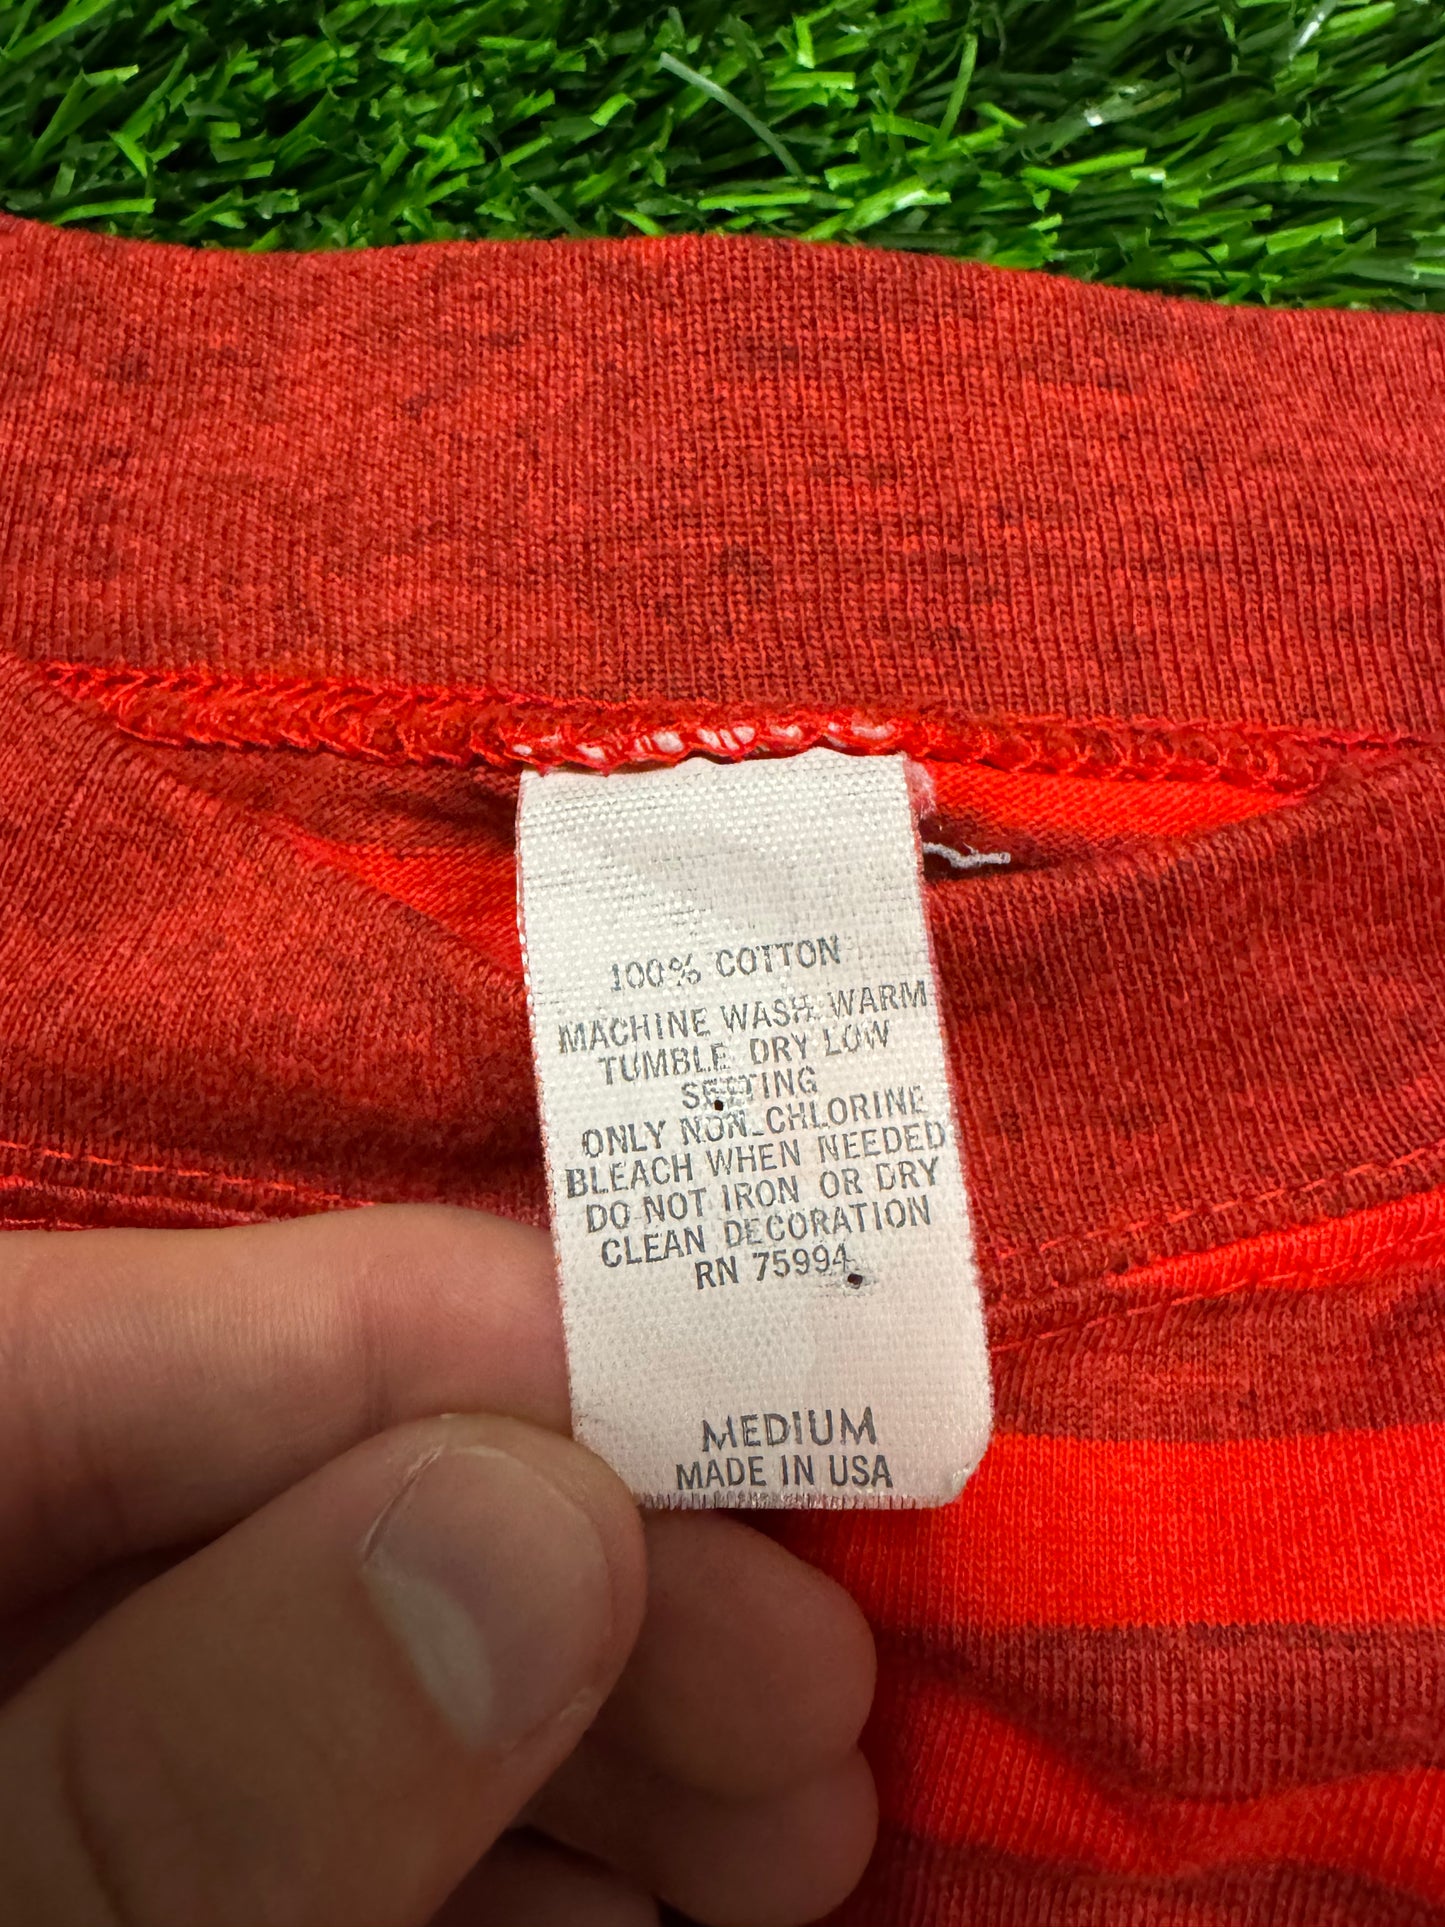 100% COTTON
MACHINE WASH WARM
TUMBLE DRY LOW
SETTING
ONLY NON-CHLORINE
BLEACH WHEN NEEDED
DO NOT IRON OR DRY
CLEAN DECORATION
RN 75994
MEDIUM
MADE IN USA